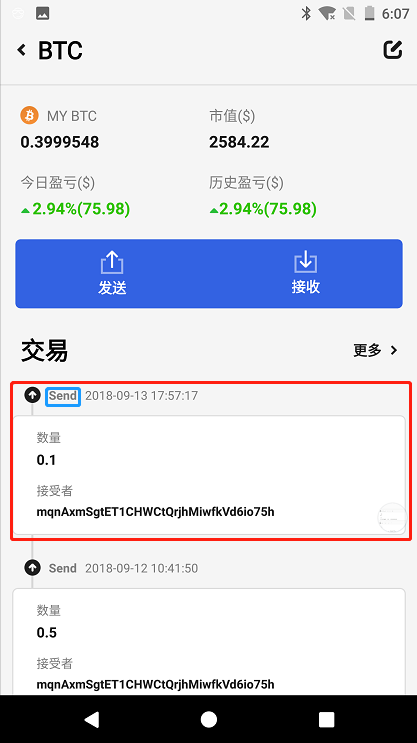 6:07
BTC
MY BTC 市值($)
0.3999548 2584.22
今日盈亏($) 历史盈亏($)
2.94%(75.98) 2.94%(75.98)
发送 接收
交易 更多
Send 2018-09-13 17:57:17
数量
0.1
接受者
mqnAxmSgtET1CHWCtQrjhMiwfkVd6io75h
Send 2018-09-12 10:41:50
数量
0.5
接受者
mqnAxmSgtET1CHWCtQrjhMiwfkVd6io75h